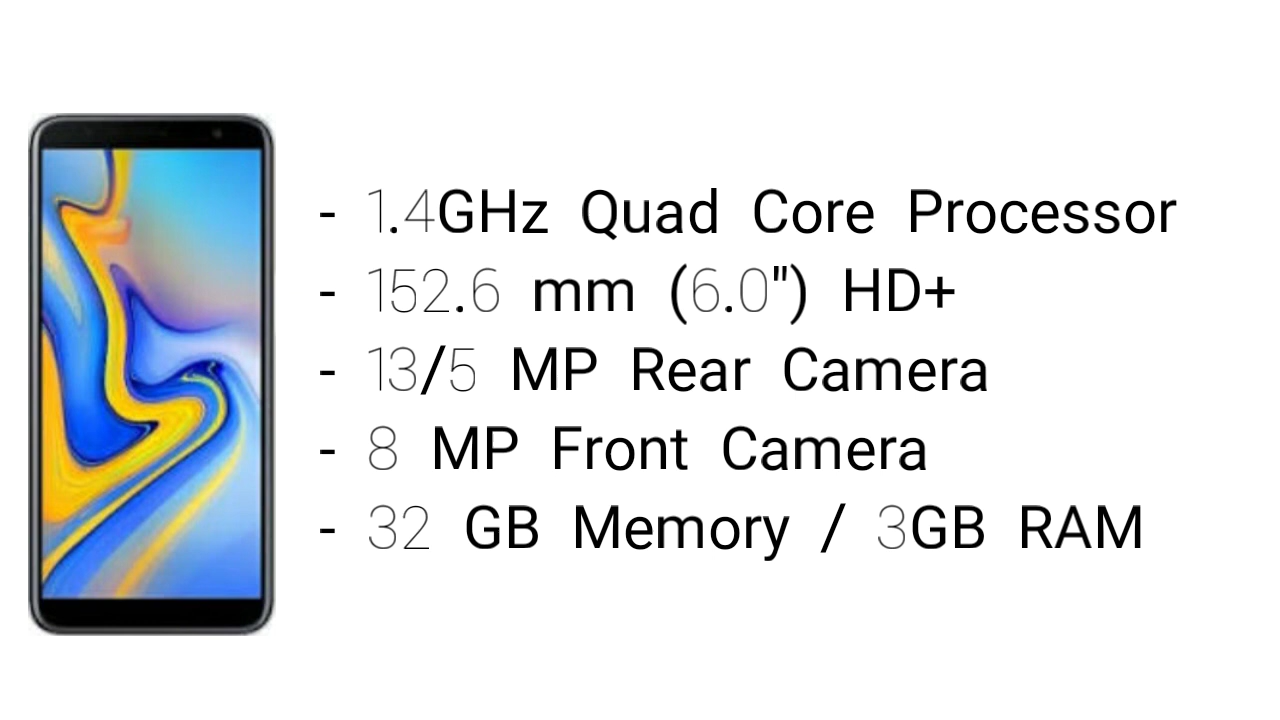 - 1.4GHz Quad Core Processor
- 152.6 mm (6.0") HD+
- 13/5 MP Rear Camera
- 8 MP Front Camera
- 32 GB Memory / 3GB RAM